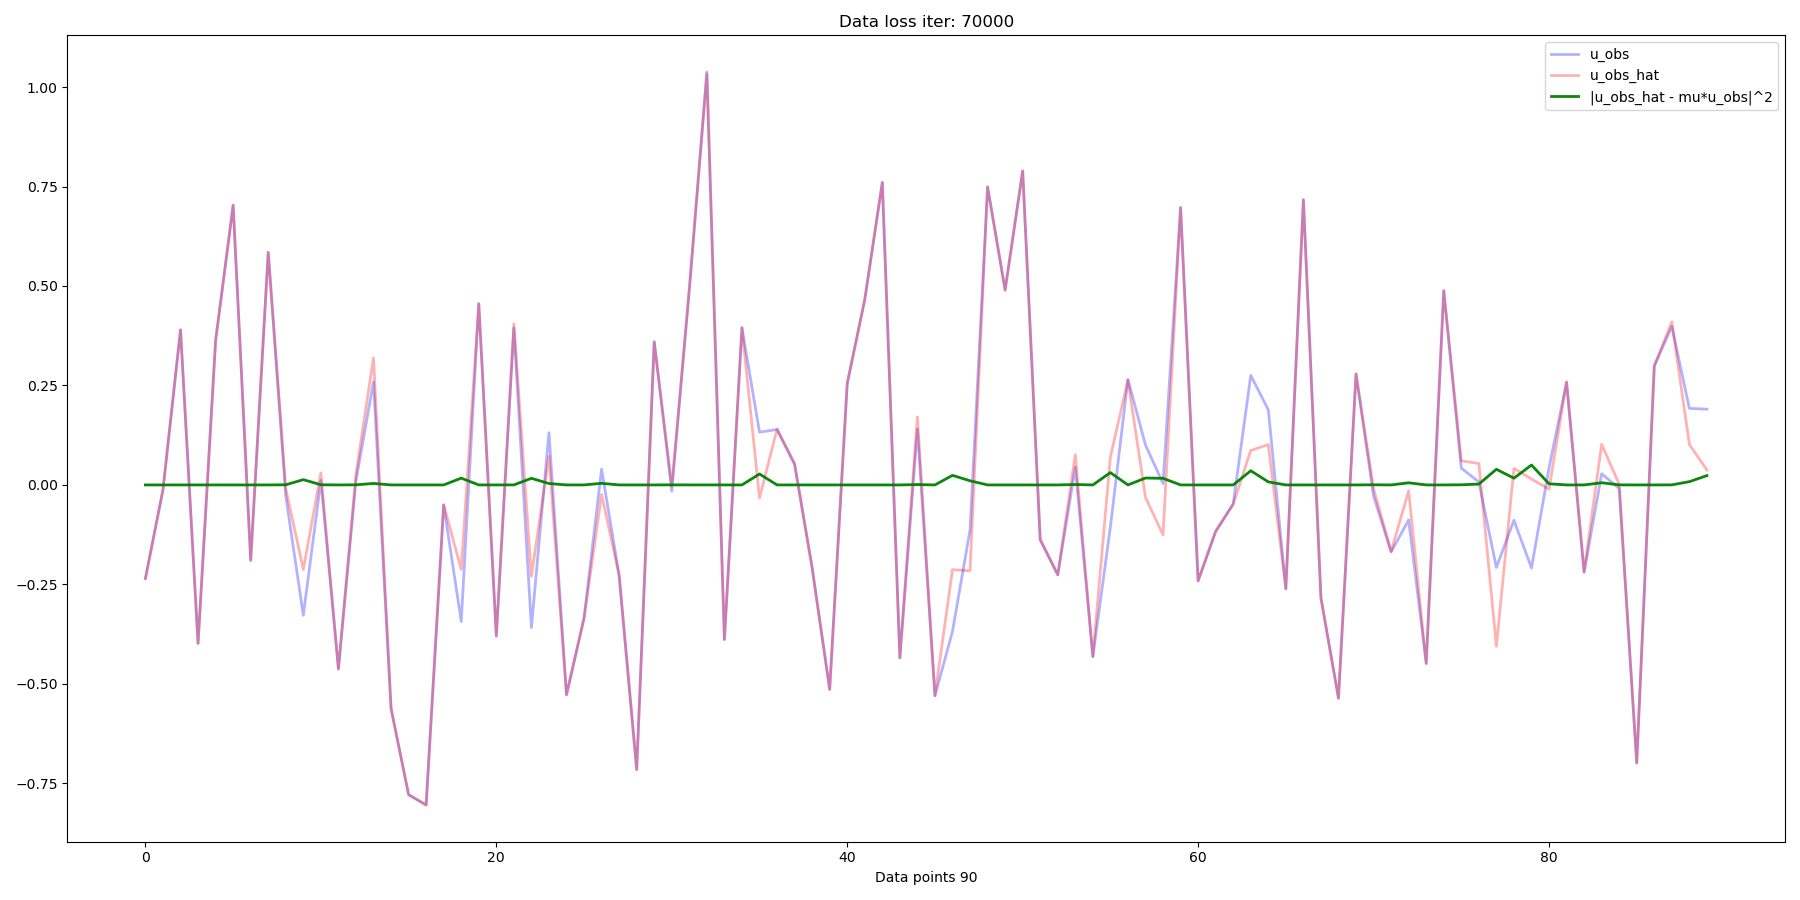 Data loss iter: 70000
u_obs
u_obs_hat
|u_obs_hat - mu*u_obs|^2
1.00
0.75
0.50
0.25
0.00
−0.25
−0.50
−0.75
0 20 40 60 80
Data points 90